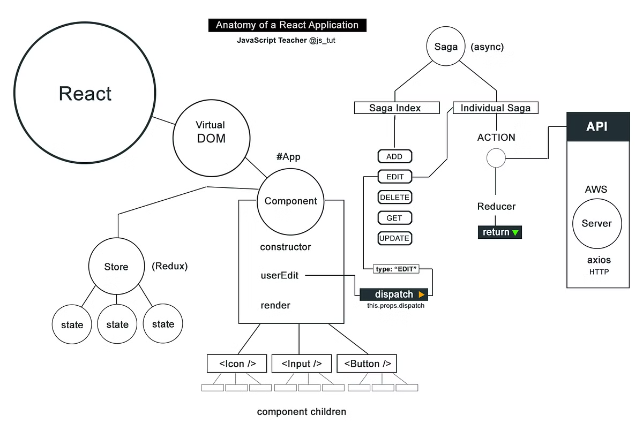 Anatomy of a React Application
JavaScript Teacher @js_tut
React
Virtual
DOM
#App
Component
constructor
userEdit
render
Store
(Redux)
state
state
state
<Icon />
<Input />
<Button />
component children
Saga
(async)
Saga Index
Individual Saga
ADD
EDIT
DELETE
GET
UPDATE
type: "EDIT"
dispatch
this.props.dispatch
ACTION
Reducer
return
API
AWS
Server
axios
HTTP